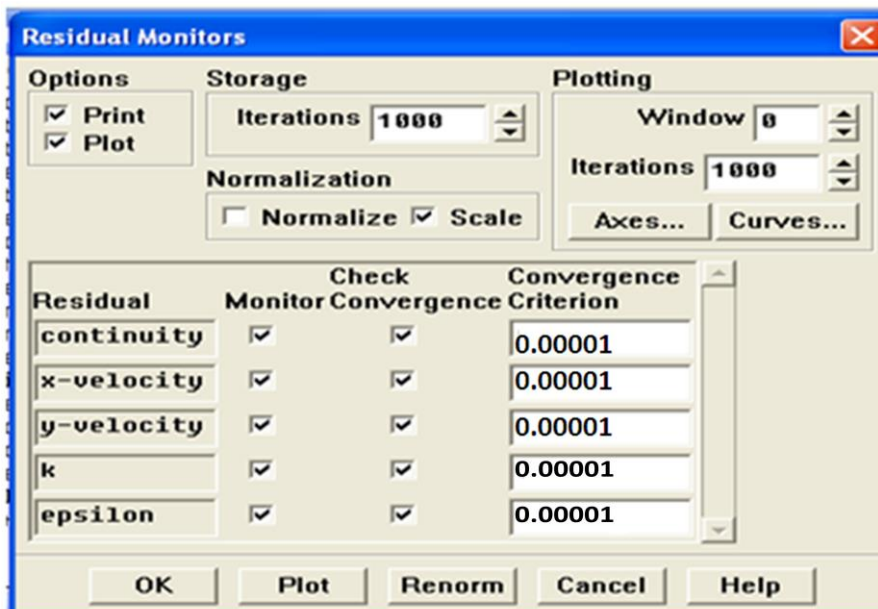 Residual Monitors
Options
Print
Plot
Storage
Iterations 1000
Normalization
Normalize Scale
Plotting
Window 0
Iterations 1000
Axes... Curves...
Residual Monitor Check Convergence Convergence Criterion
continuity 0.00001
x-velocity 0.00001
y-velocity 0.00001
k 0.00001
epsilon 0.00001
OK Plot Renorm Cancel Help